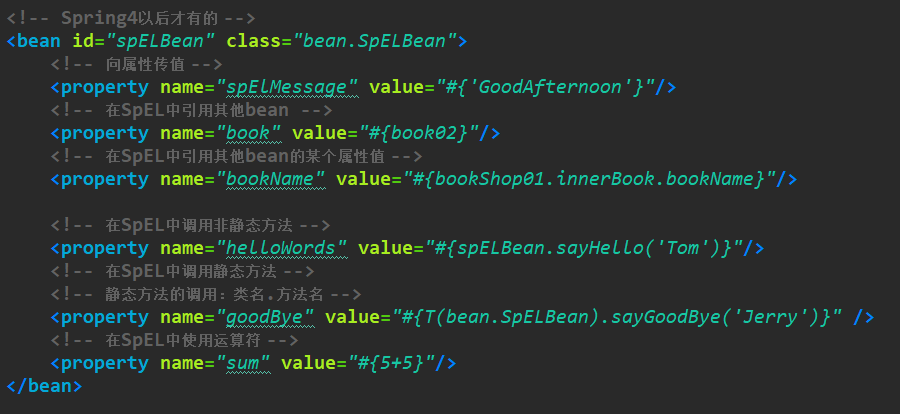 <!-- Spring4以后才有的 -->
<bean id="spELBean" class="bean.SpELBean">
<!-- 向属性传值 -->
<property name="spElMessage" value="#{'GoodAfternoon'}"/>
<!-- 在SpEL中引用其他bean -->
<property name="book" value="#{book02}"/>
<!-- 在SpEL中引用其他bean的某个属性值 -->
<property name="bookName" value="#{bookShop01.innerBook.bookName}"/>
<!-- 在SpEL中调用非静态方法 -->
<property name="helloWords" value="#{spELBean.sayHello('Tom')}"/>
<!-- 在SpEL中调用静态方法 -->
<!-- 静态方法的调用：类名.方法名 -->
<property name="goodBye" value="#{T(bean.SpELBean).sayGoodBye('Jerry')}" />
<!-- 在SpEL中使用运算符 -->
<property name="sum" value="#{5+5}"/>
</bean>